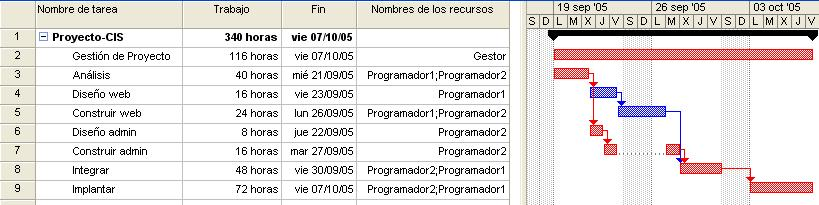 Nombre de tarea Trabajo Fin Nombres de los recursos 19 sep '05 26 sep '05 03 oct '05
S D L M X J V S D L M X J V S D L M X J V
1 Proyecto-CIS 340 horas vie 07/10/05
2 Gestión de Proyecto 116 horas vie 07/10/05 Gestor
3 Análisis 40 horas mié 21/09/05 Programador1;Programador2
4 Diseño web 16 horas vie 23/09/05 Programador1
5 Construir web 24 horas lun 26/09/05 Programador1;Programador2
6 Diseño admin 8 horas jue 22/09/05 Programador2
7 Construir admin 16 horas mar 27/09/05 Programador2
8 Integrar 48 horas vie 30/09/05 Programador2;Programador1
9 Implantar 72 horas vie 07/10/05 Programador2;Programador1